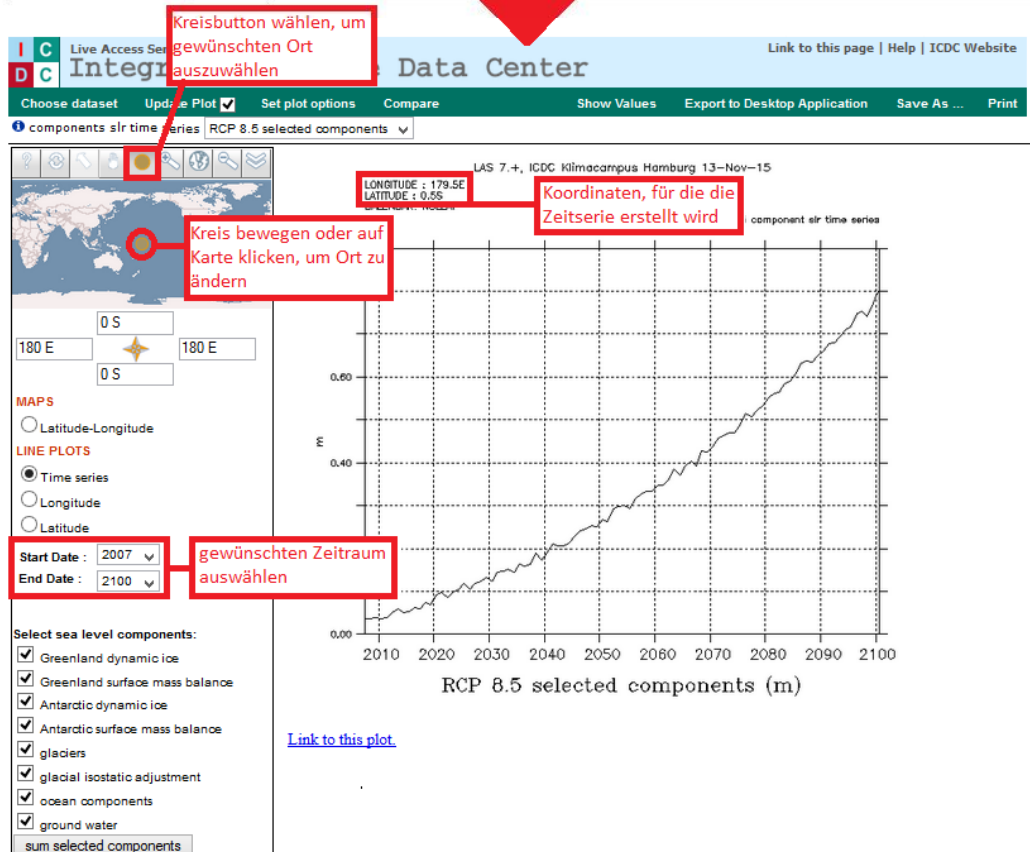 Kreisbutton wählen, um
gewünschten Ort
auszuwählen
I C
D C
Live Access Ser
Integr
Data Center
Link to this page | Help | ICDC Website
Choose dataset Update Plot Set plot options Compare Show Values Export to Desktop Application Save As ... Print
components slr time series RCP 8.5 selected components
LAS 7.+, ICDC Klimacampus Hamburg 13-Nov-15
LONGITUDE : 179.5E
LATITUDE : 0.5S
Koordinaten, für die die
Zeitserie erstellt wird
component slr time series
Kreis bewegen oder auf
Karte klicken, um Ort zu
ändern
0 S
180 E 180 E
0 S
MAPS
Latitude-Longitude
LINE PLOTS
Time series
Longitude
Latitude
Start Date : 2007
End Date : 2100
gewünschten Zeitraum
auswählen
Select sea level components:
Greenland dynamic ice
Greenland surface mass balance
Antarctic dynamic ice
Antarctic surface mass balance
glaciers
glacial isostatic adjustment
ocean components
ground water
sum selected components
0.60
m
0.40
0.00
2010 2020 2030 2040 2050 2060 2070 2080 2090 2100
RCP 8.5 selected components (m)
Link to this plot.